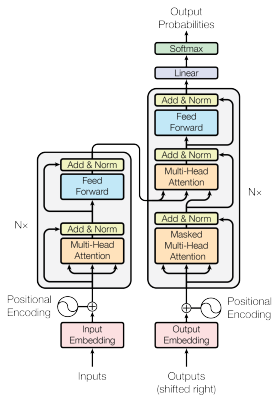 Output
Probabilities
Softmax
Linear
Add & Norm
Feed
Forward
Add & Norm
Multi-Head
Attention
Add & Norm
Masked
Multi-Head
Attention
N×
Add & Norm
Feed
Forward
N×
Add & Norm
Multi-Head
Attention
Positional
Encoding
Positional
Encoding
Input
Embedding
Output
Embedding
Inputs
Outputs
(shifted right)